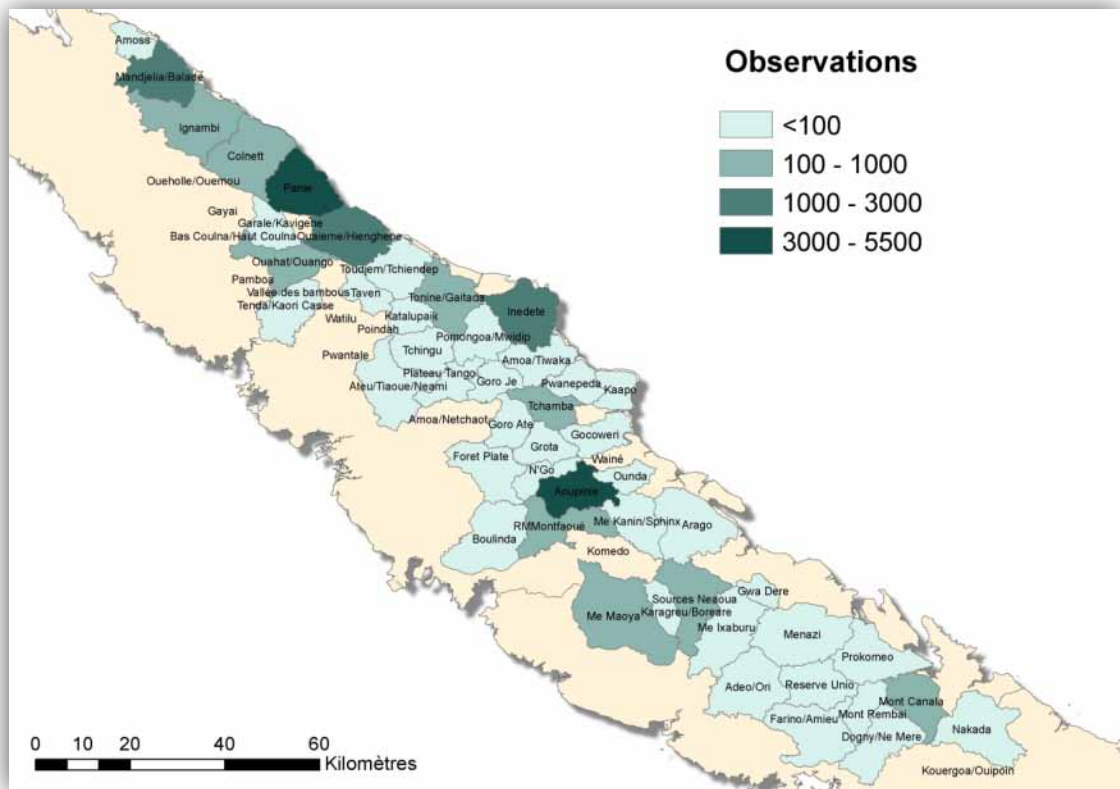 Observations
<100
100 - 1000
1000 - 3000
3000 - 5500
Amoss
Mandjelia/Balade
Ignambi
Colnett
Oueholle/Ouemou
Panie
Gayai
Garale/Kavigene
Bas Coulna/Haut Coulna
Ouaieme/Hienghene
Ouahat/Ouango
Toudjem/Tchiendep
Pamboa
Vallée des bambous
Taven
Tonine/Gaitada
Inedete
Tenda/Kaori Casse
Watilu
Katalupaik
Poindah
Pomongoa/Mwidip
Pwantale
Tchingu
Amoa/Tiwaka
Plateau Tango
Goro Je
Pwanepeda
Kaapo
Ateu/Tiaoue/Neami
Tchamba
Amoa/Netchaot
Goro Ate
Gocoweri
Grota
Foret Plate
Wainé
N'Go
Ounda
Aoupinie
RMMontfaoué
Me Kanin/Sphinx
Arago
Boulinda
Komedo
Gwa Dere
Sources Neaoua
Karagreu/Boreare
Me Maoya
Me Ixaburu
Menazi
Prokomeo
Adeo/Ori
Reserve Unio
Mont Canala
Farino/Amieu
Mont Rembai
Nakada
Dogny/Ne Mere
Kouergoa/Ouipoin
0 10 20 40 60
Kilomètres